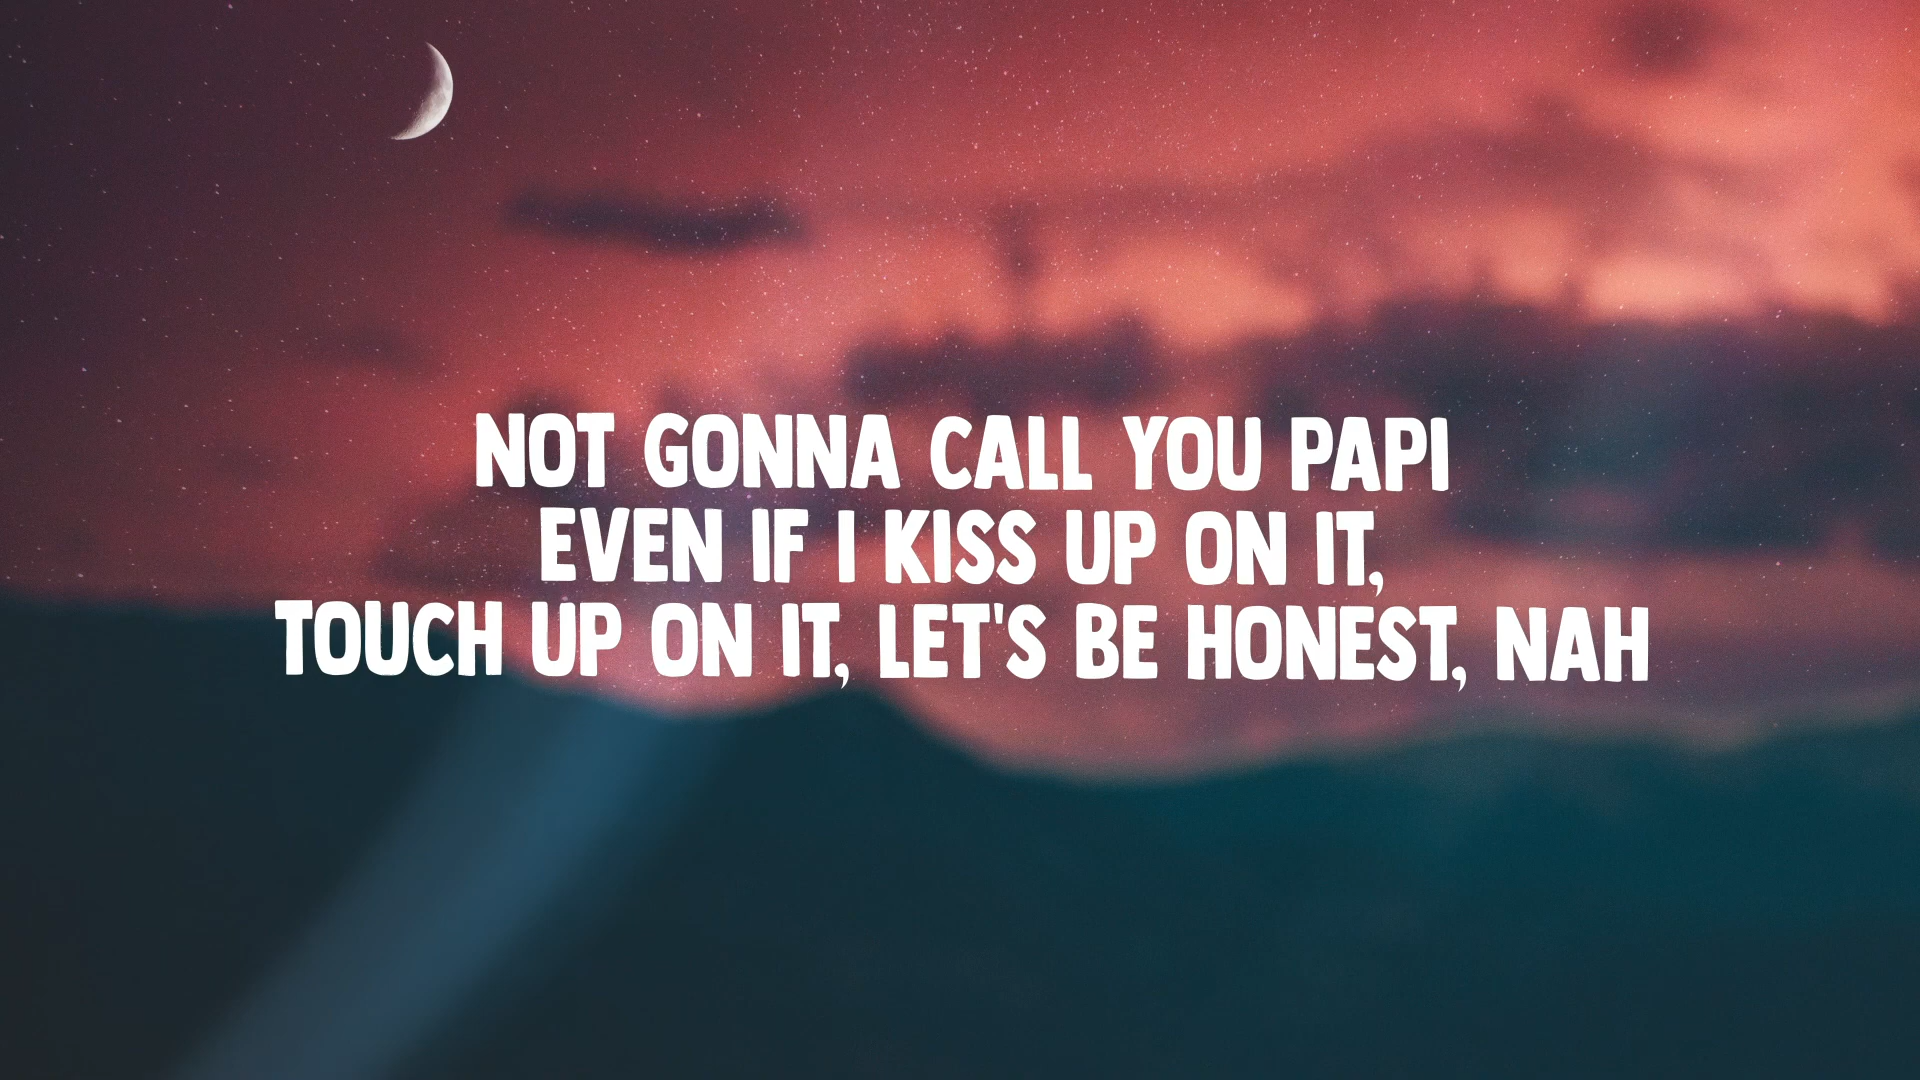 NOT GONNA CALL YOU PAPI
EVEN IF I KISS UP ON IT,
TOUCH UP ON IT, LET'S BE HONEST, NAH